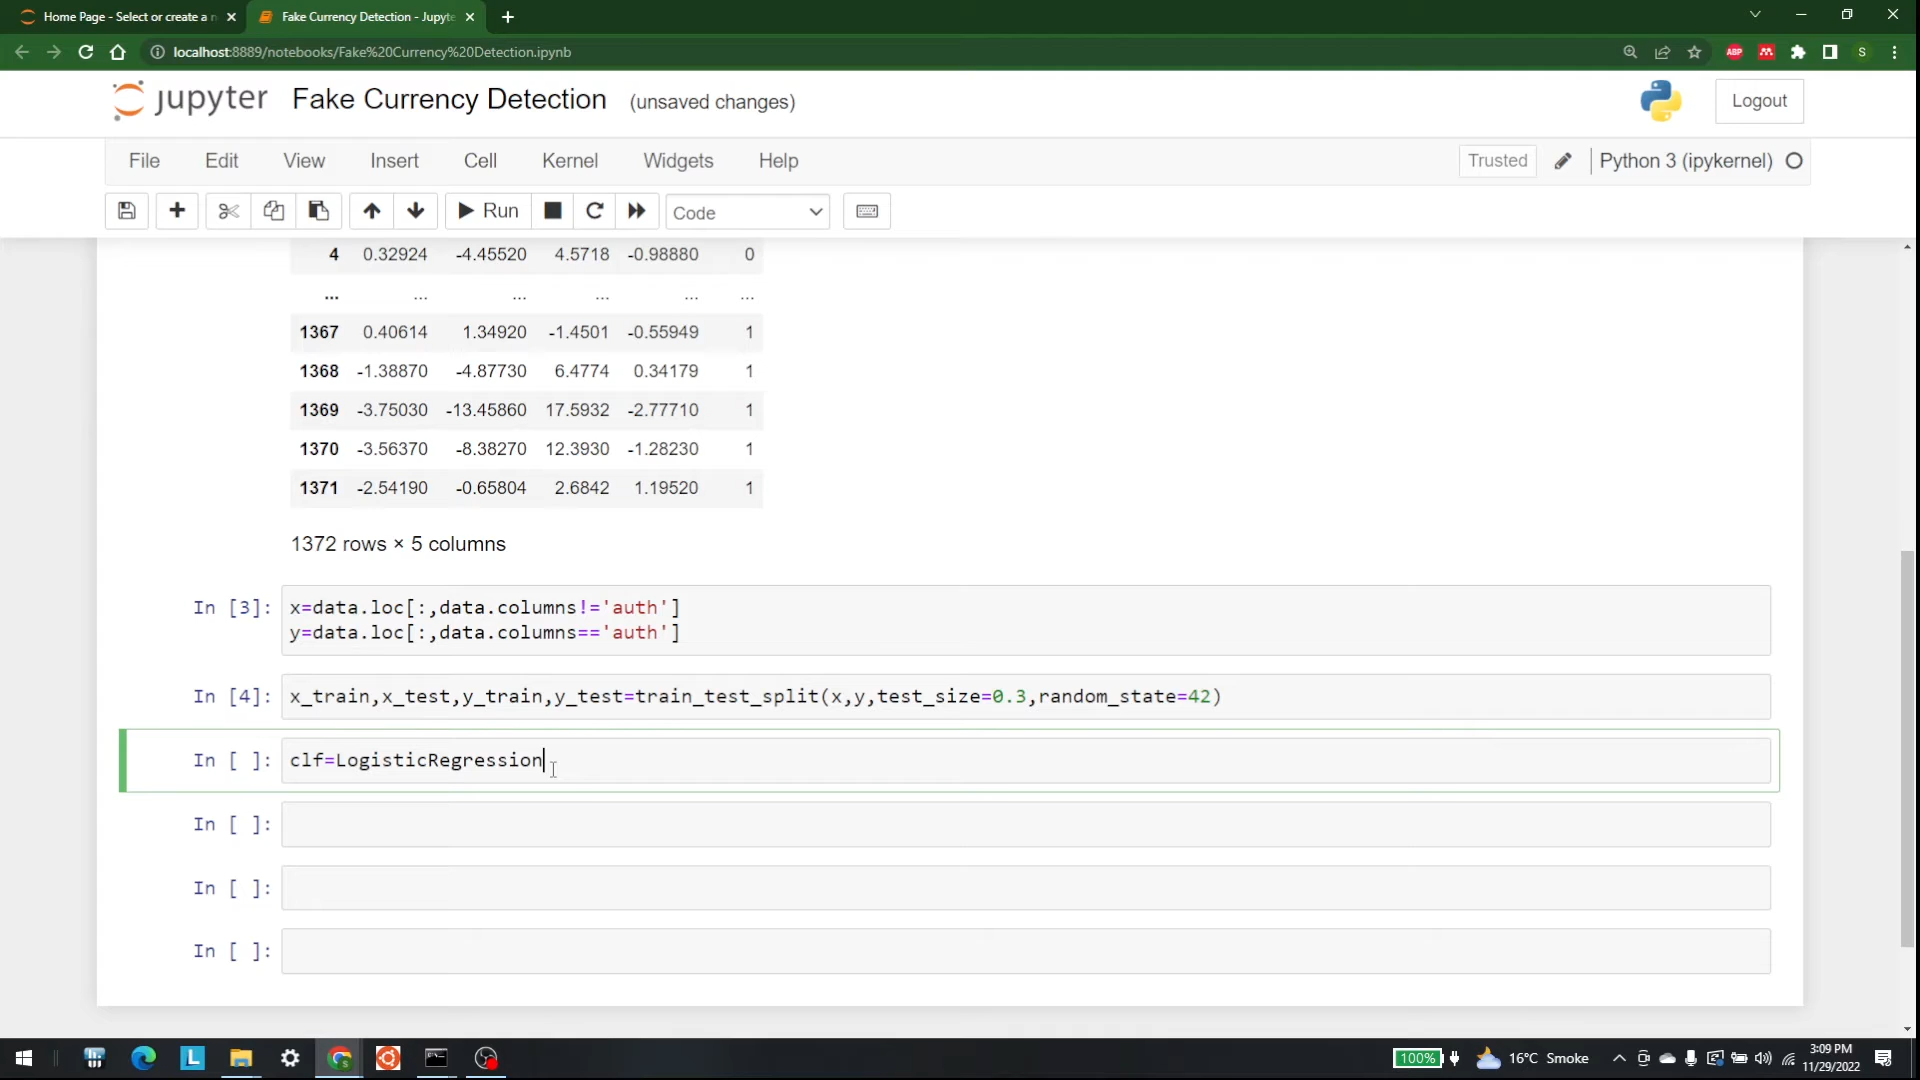 Home Page - Select or create a n
Fake Currency Detection - Jupyte
localhost:8889/notebooks/Fake%20Currency%20Detection.ipynb
ABP
S
jupyter Fake Currency Detection (unsaved changes)
Logout
File Edit View Insert Cell Kernel Widgets Help
Trusted Python 3 (ipykernel)
Run Code
4 0.32924 -4.45520 4.5718 -0.98880 0
... ... ... ... ... ...
1367 0.40614 1.34920 -1.4501 -0.55949 1
1368 -1.38870 -4.87730 6.4774 0.34179 1
1369 -3.75030 -13.45860 17.5932 -2.77710 1
1370 -3.56370 -8.38270 12.3930 -1.28230 1
1371 -2.54190 -0.65804 2.6842 1.19520 1
1372 rows × 5 columns
In [3]: x=data.loc[:,data.columns!='auth']
y=data.loc[:,data.columns=='auth']
In [4]: x_train,x_test,y_train,y_test=train_test_split(x,y,test_size=0.3,random_state=42)
In [ ]: clf=LogisticRegression
In [ ]:
In [ ]:
In [ ]:
L
100%
16°C Smoke
3:09 PM
11/29/2022